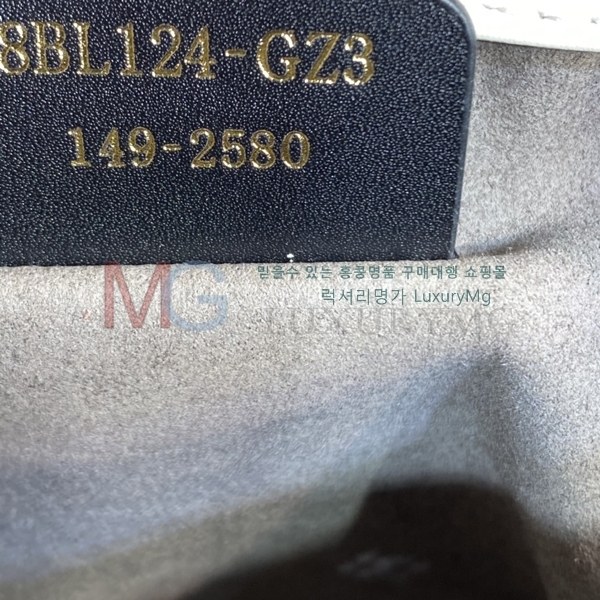 8BL124-GZ3
149-2580
믿을수 있는 홍콩명품 구매대행 쇼핑몰
럭셔리명가 LuxuryMg
MG LUXURYMG